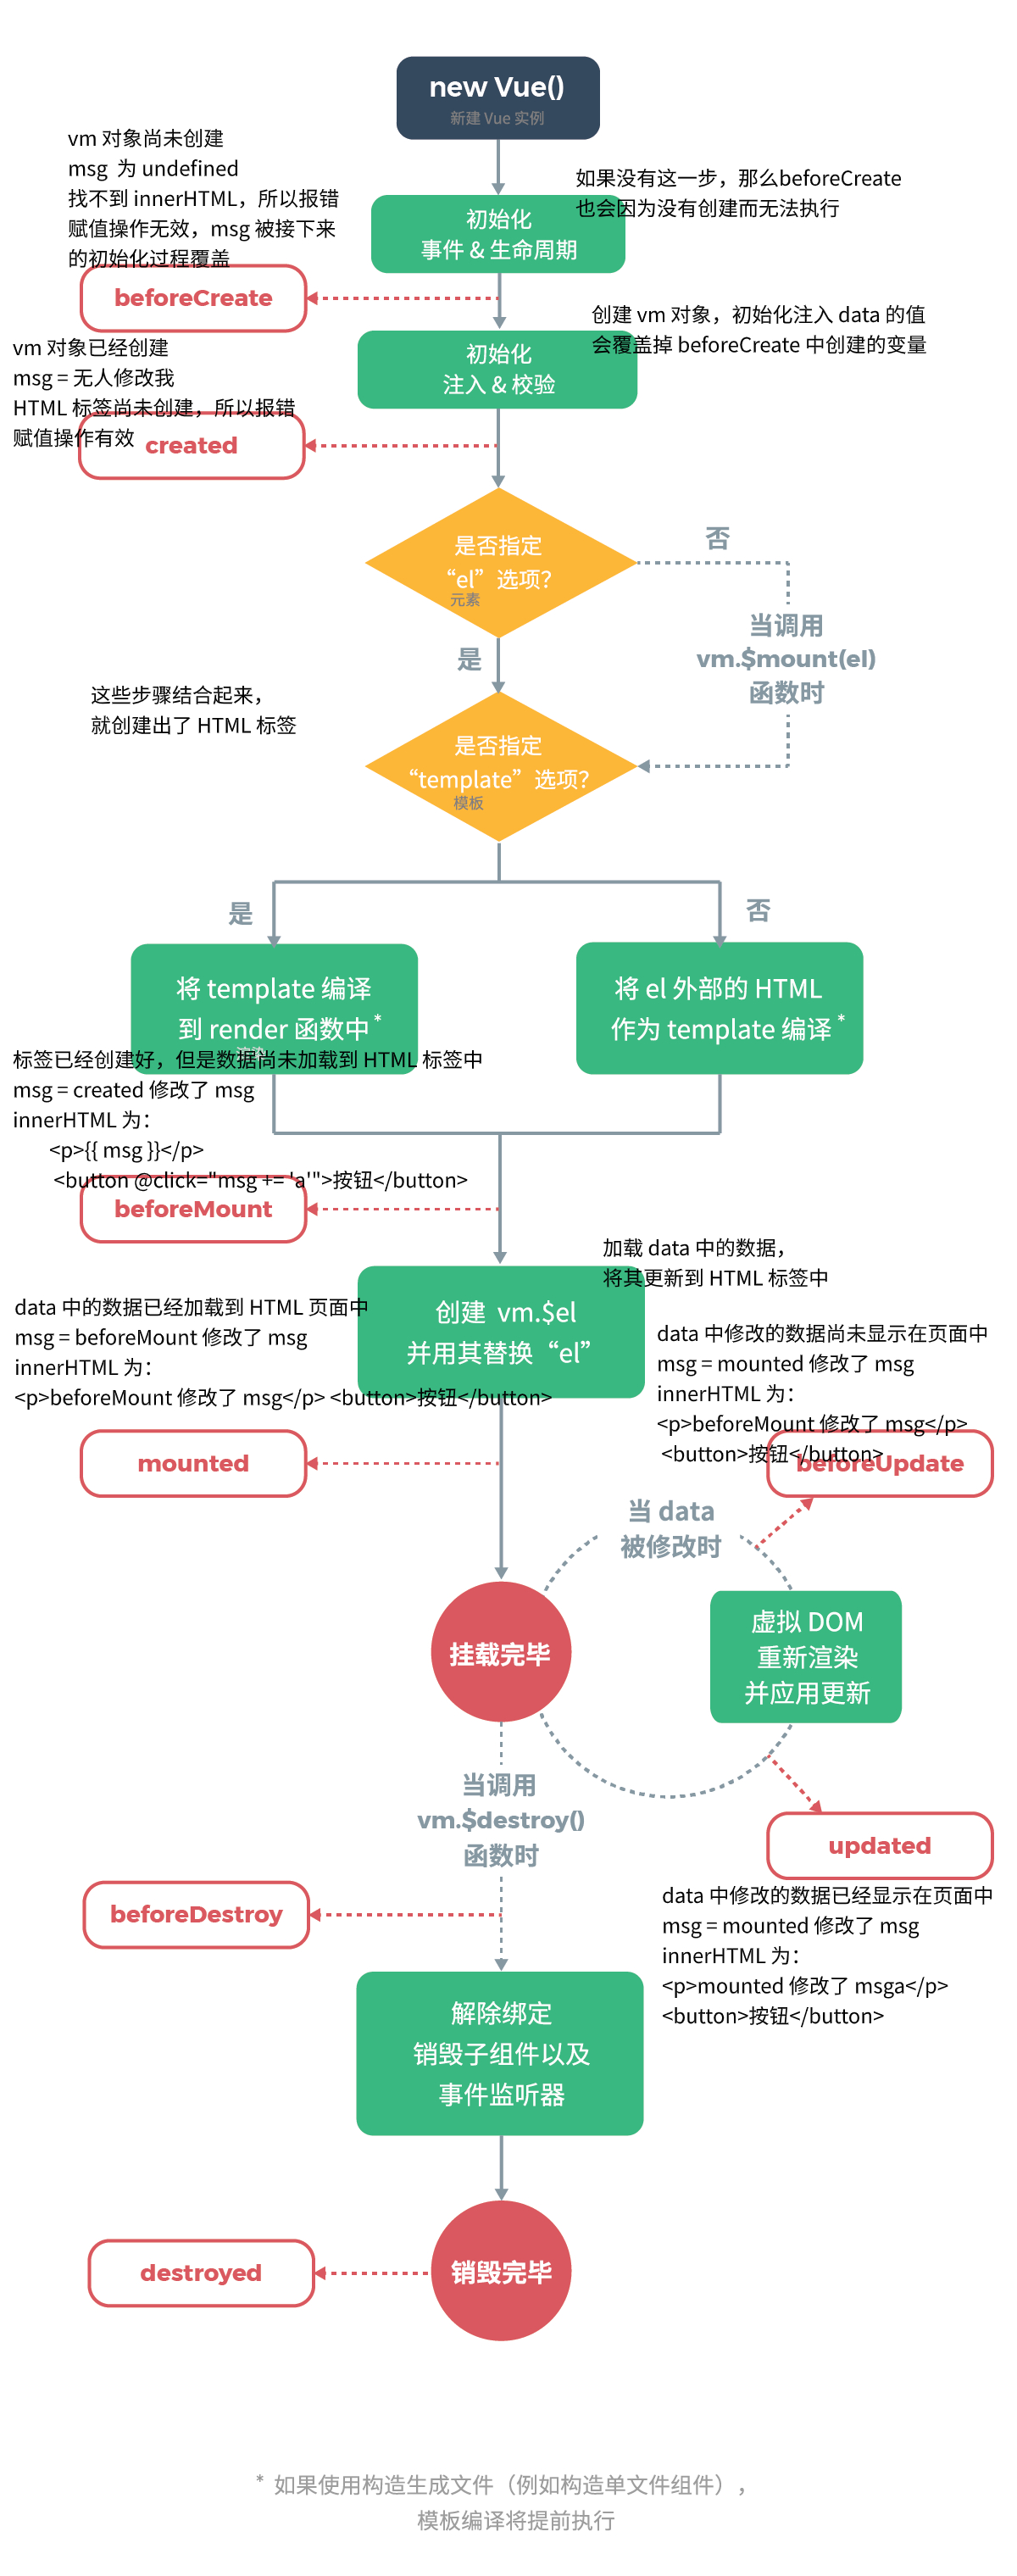 new Vue()
新建 Vue 实例
vm 对象尚未创建
msg 为 undefined
找不到 innerHTML，所以报错
赋值操作无效，msg 被接下来
的初始化过程覆盖
如果没有这一步，那么beforeCreate
也会因为没有创建而无法执行
初始化
事件 & 生命周期
beforeCreate
创建 vm 对象，初始化注入 data 的值
会覆盖掉 beforeCreate 中创建的变量
初始化
注入 & 校验
vm 对象已经创建
msg = 无人修改我
HTML 标签尚未创建，所以报错
赋值操作有效
created
是否指定
“el”选项？
元素
否
当调用
vm.$mount(el)
函数时
是
这些步骤结合起来，
就创建出了 HTML 标签
是否指定
“template”选项？
模板
是
否
将 template 编译
到 render 函数中 *
渲染
将 el 外部的 HTML
作为 template 编译 *
标签已经创建好，但是数据尚未加载到 HTML 标签中
msg = created 修改了 msg
innerHTML 为：
<p>{{ msg }}</p>
<button @click="msg += 'a'">按钮</button>
beforeMount
加载 data 中的数据，
将其更新到 HTML 标签中
创建 vm.$el
并用其替换“el”
data 中的数据已经加载到 HTML 页面中
msg = beforeMount 修改了 msg
innerHTML 为：
<p>beforeMount 修改了 msg</p> <button>按钮</button>
data 中修改的数据尚未显示在页面中
msg = mounted 修改了 msg
innerHTML 为：
<p>beforeMount 修改了 msg</p>
<button>按钮</button>
mounted
beforeUpdate
当 data
被修改时
挂载完毕
虚拟 DOM
重新渲染
并应用更新
当调用
vm.$destroy()
函数时
updated
data 中修改的数据已经显示在页面中
msg = mounted 修改了 msg
innerHTML 为：
<p>mounted 修改了 msga</p>
<button>按钮</button>
beforeDestroy
解除绑定
销毁子组件以及
事件监听器
销毁完毕
destroyed
* 如果使用构造生成文件（例如构造单文件组件），
模板编译将提前执行